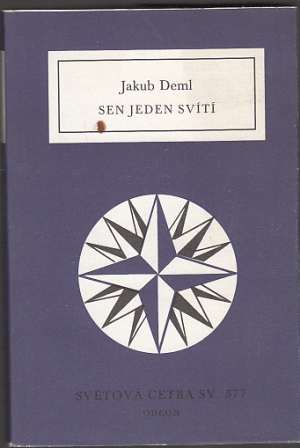 Jakub Deml
SEN JEDEN SVÍTÍ
SVĚTOVÁ ČETBA SV. 577
ODEON